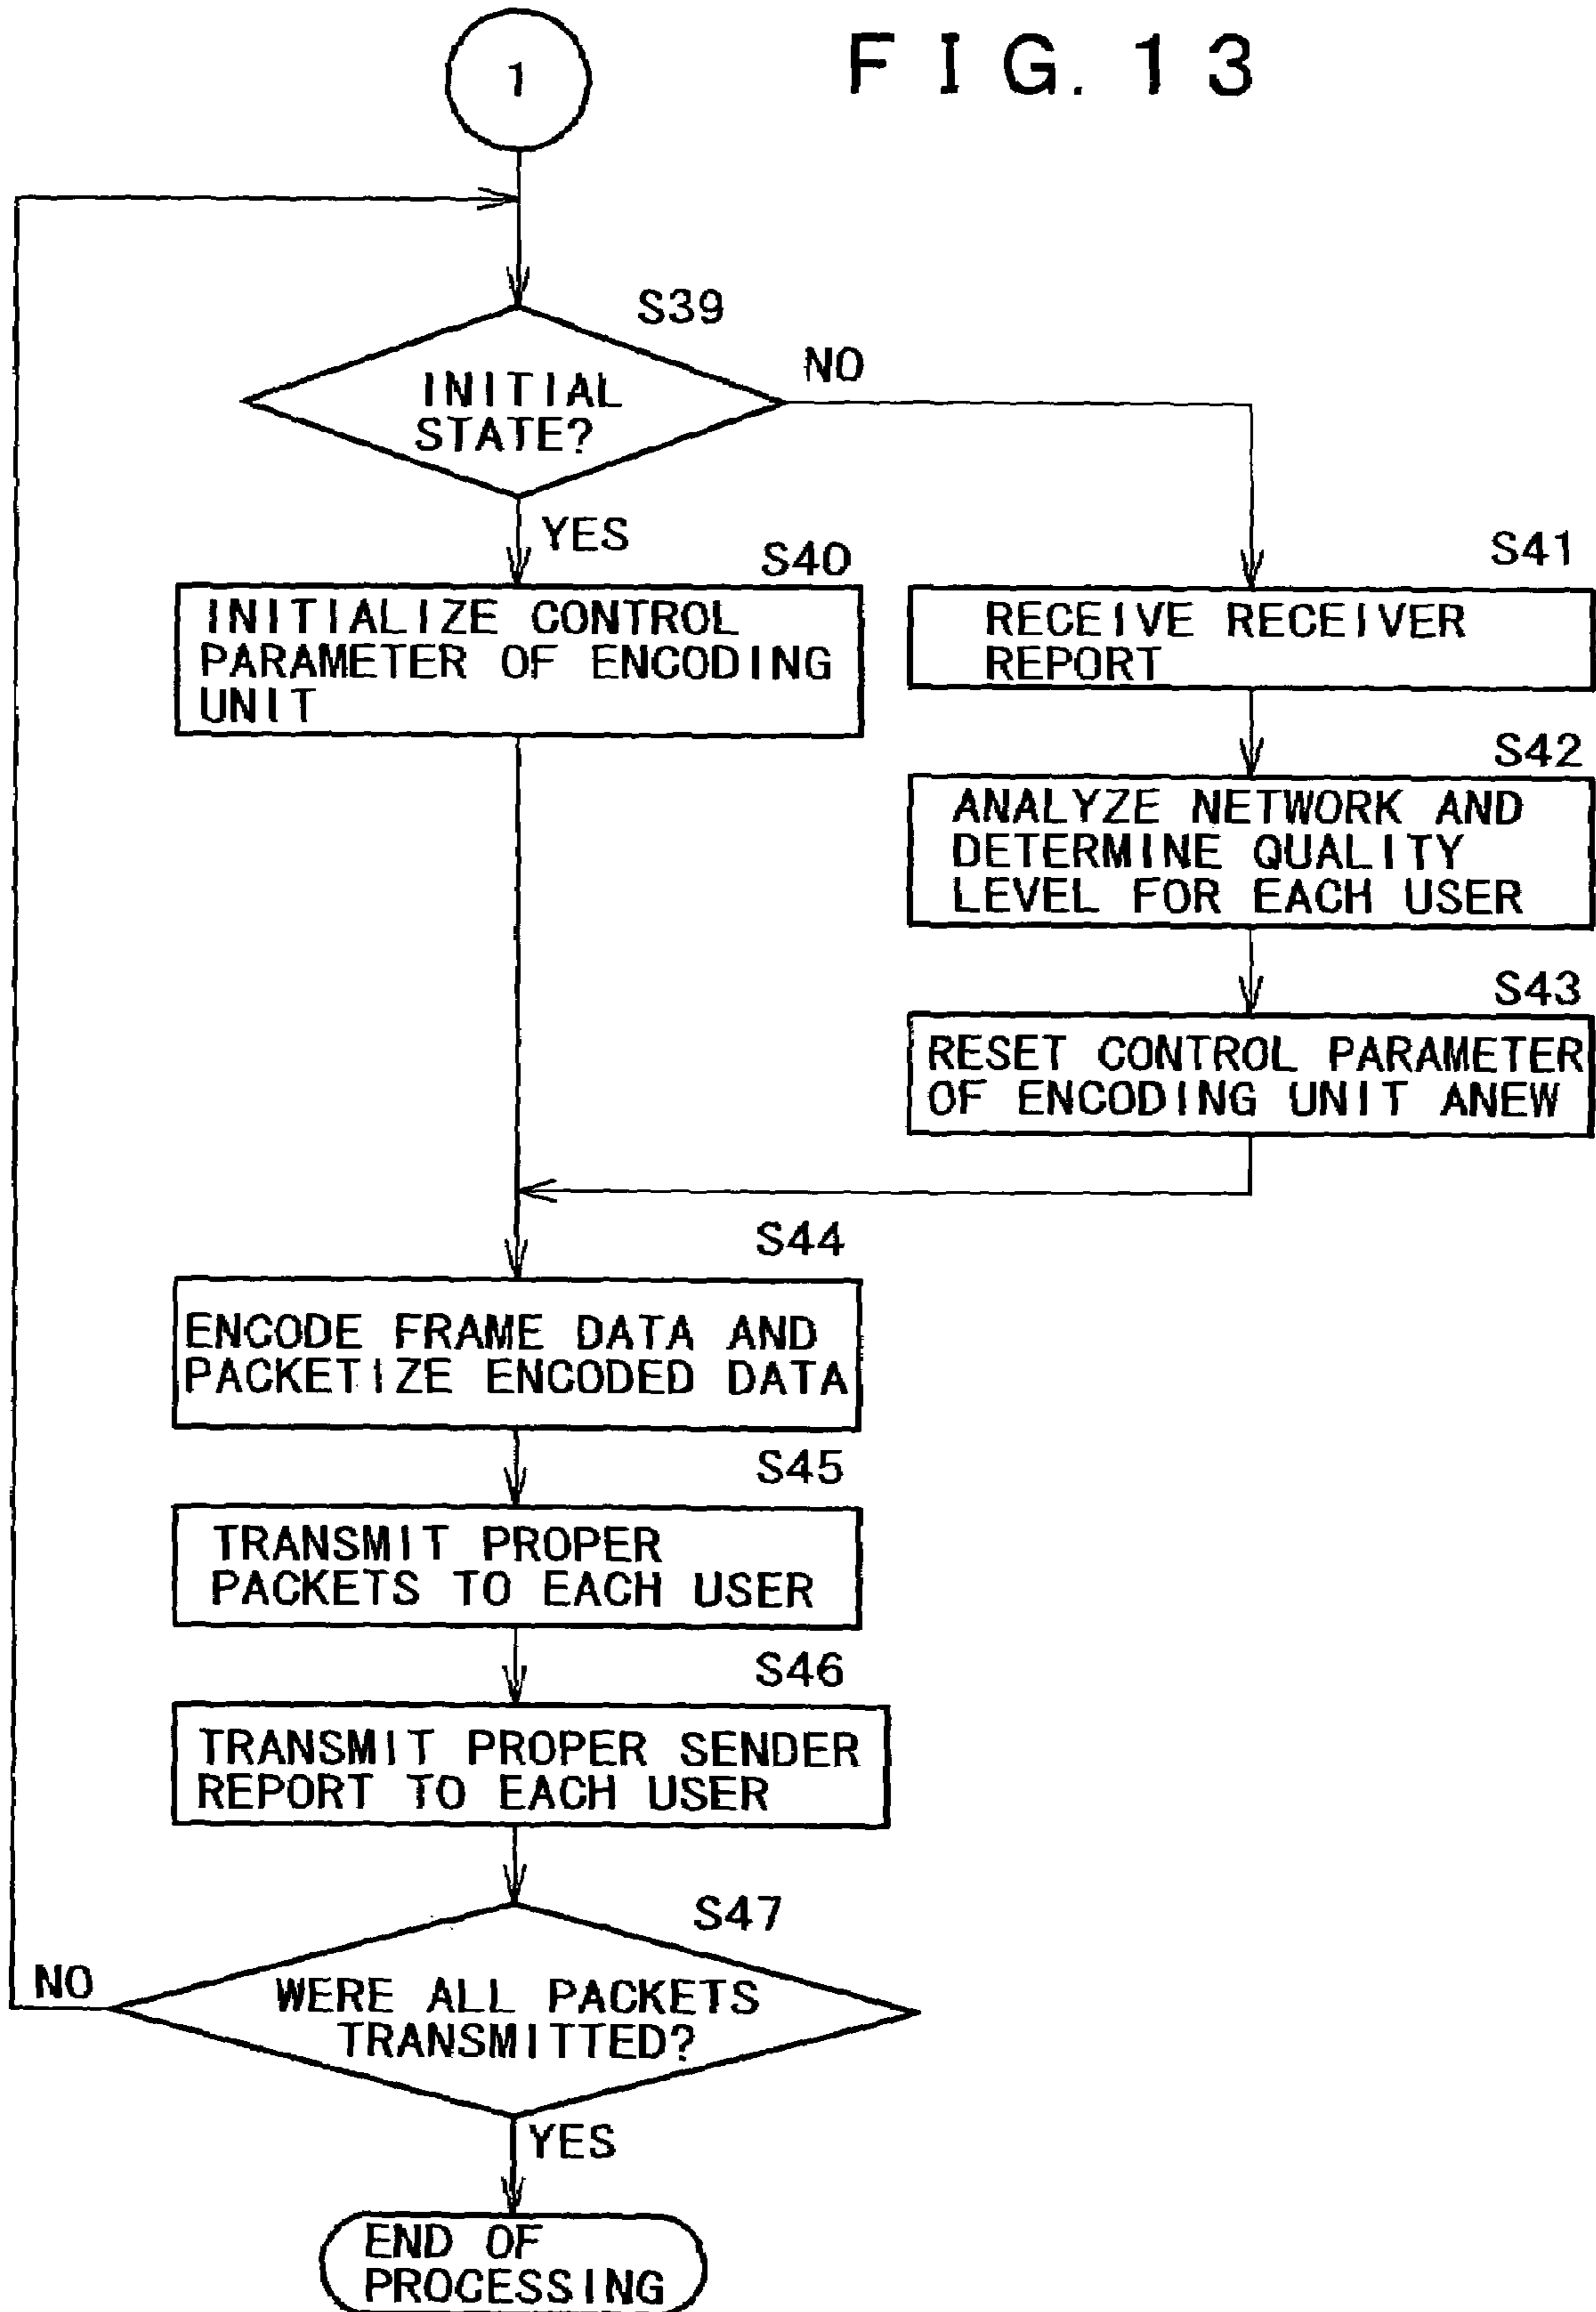 1
FIG. 13
S39
INITIAL
STATE?
NO
YES
S40
INITIALIZE CONTROL
PARAMETER OF ENCODING
UNIT
S41
RECEIVE RECEIVER
REPORT
S42
ANALYZE NETWORK AND
DETERMINE QUALITY
LEVEL FOR EACH USER
S43
RESET CONTROL PARAMETER
OF ENCODING UNIT ANEW
S44
ENCODE FRAME DATA AND
PACKETIZE ENCODED DATA
S45
TRANSMIT PROPER
PACKETS TO EACH USER
S46
TRANSMIT PROPER SENDER
REPORT TO EACH USER
S47
NO
WERE ALL PACKETS
TRANSMITTED?
YES
END OF
PROCESSING